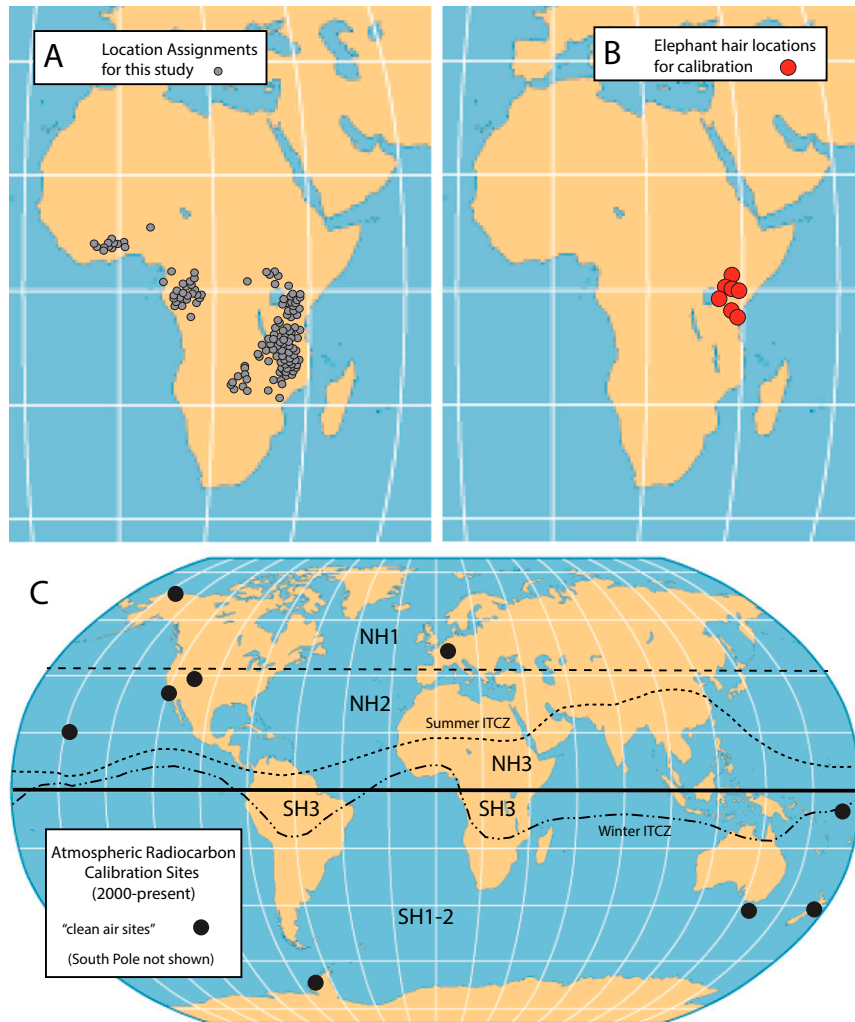 A
Location Assignments
for this study
B
Elephant hair locations
for calibration
C
NH1
NH2
Summer ITCZ
NH3
SH3
SH3
Winter ITCZ
SH1-2
Atmospheric Radiocarbon
Calibration Sites
(2000-present)
“clean air sites”
(South Pole not shown)